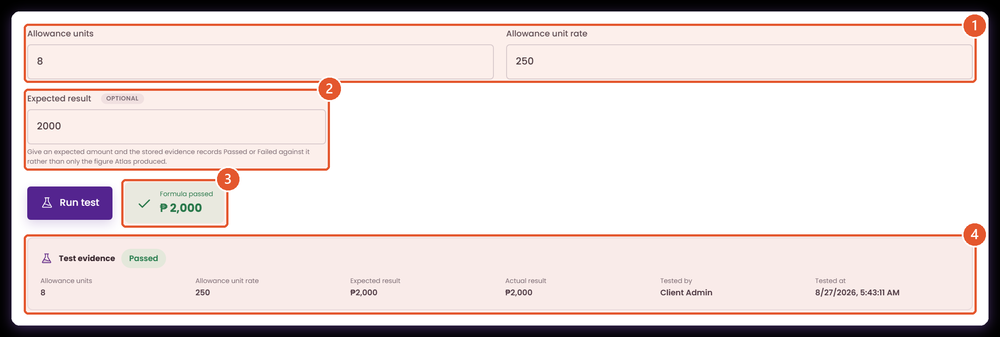 1
Allowance units
Allowance unit rate
8
250
2
Expected result OPTIONAL
2000
Give an expected amount and the stored evidence records Passed or Failed against it
rather than only the figure Atlas produced.
3
Run test
Formula passed
₱ 2,000
4
Test evidence Passed
Allowance units
8
Allowance unit rate
250
Expected result
₱2,000
Actual result
₱2,000
Tested by
Client Admin
Tested at
8/27/2026, 5:43:11 AM